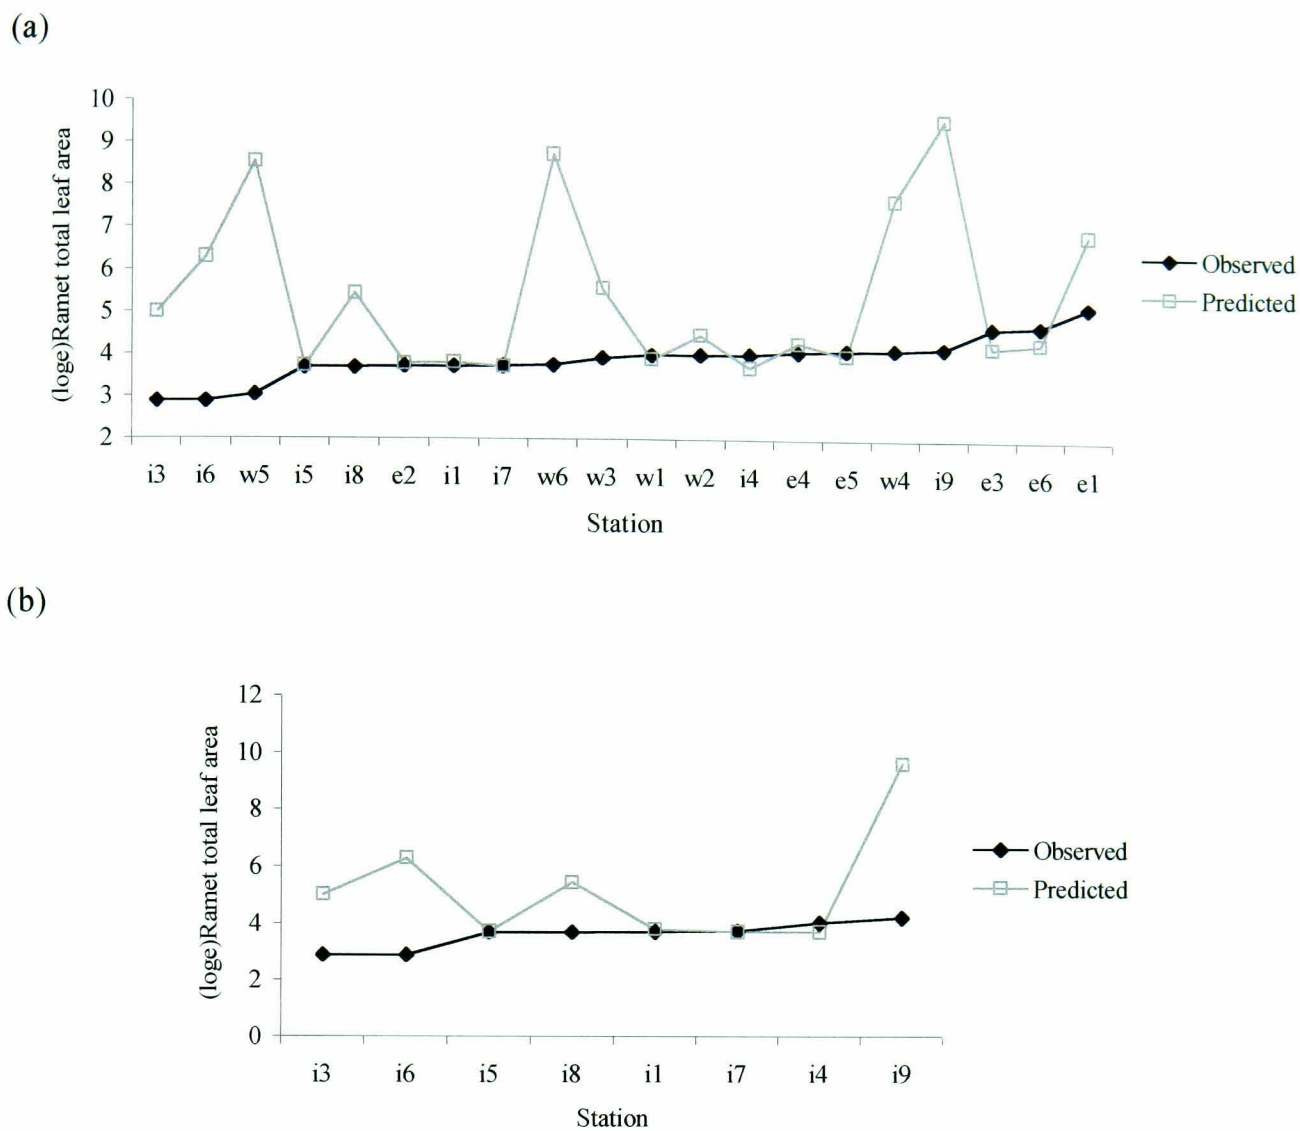 (a)
(loge)Ramet total leaf area
10
9
8
7
6
5
4
3
2
i3 i6 w5 i5 i8 e2 i1 i7 w6 w3 w1 w2 i4 e4 e5 w4 i9 e3 e6 e1
Station
Observed
Predicted
(b)
(loge)Ramet total leaf area
12
10
8
6
4
2
0
i3 i6 i5 i8 i1 i7 i4 i9
Station
Observed
Predicted